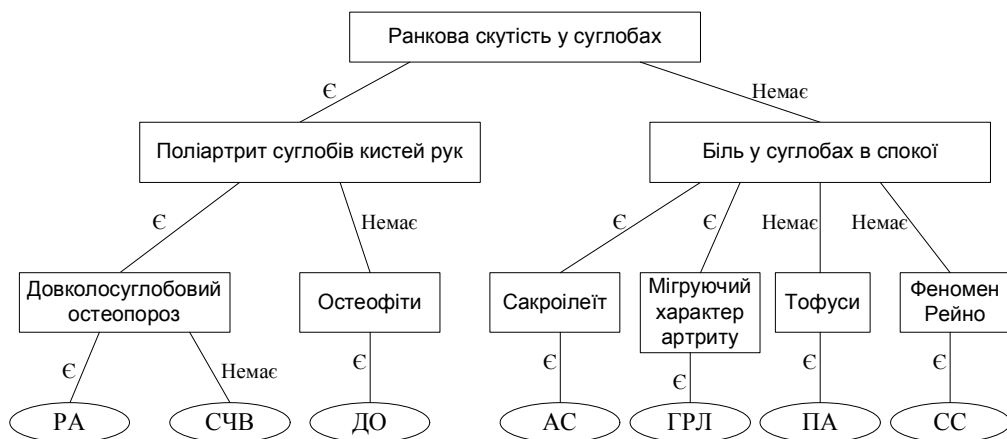 Ранкова скутість у суглобах
Є
Немає
Поліартрит суглобів кистей рук
Біль у суглобах в спокої
Є
Немає
Є
Є
Немає
Немає
Довколосуглобовий
остеопороз
Остеофіти
Сакроілеїт
Мігруючий
характер
артриту
Тофуси
Феномен
Рейно
Є
Немає
Є
Є
Є
Є
Є
РА
СЧВ
ДО
АС
ГРЛ
ПА
СС